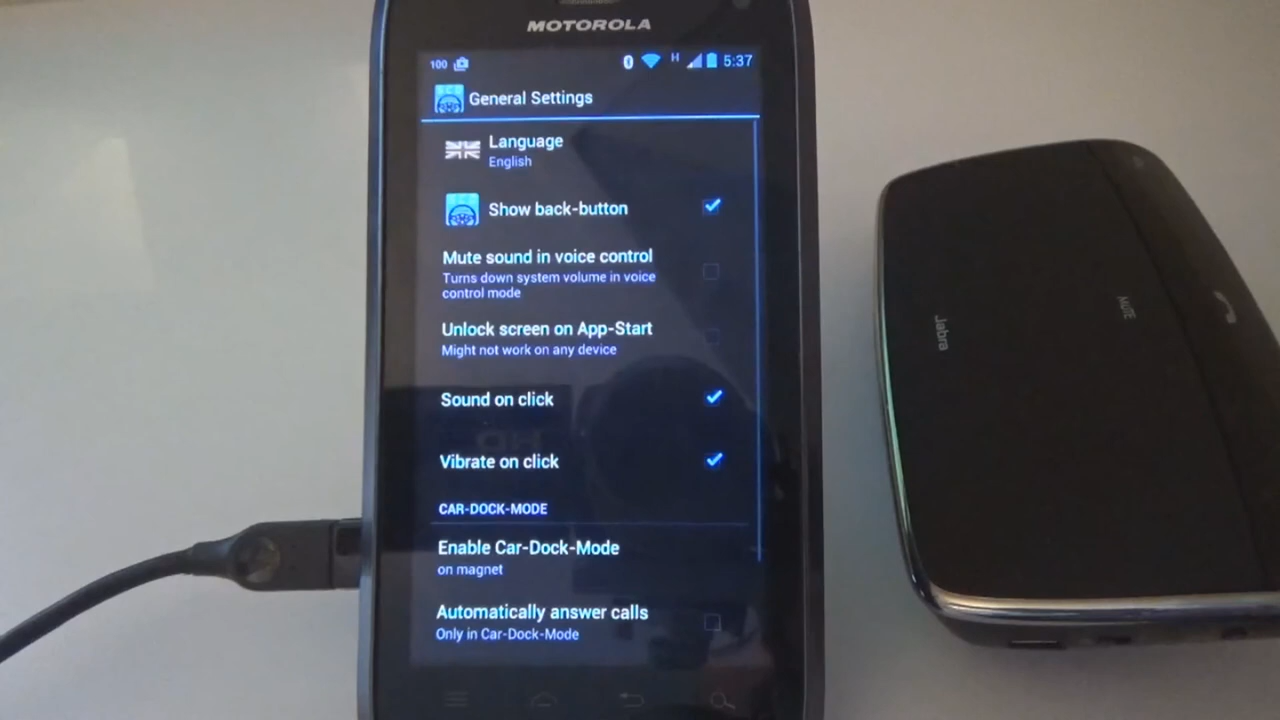 MOTOROLA
100
H
5:37
General Settings
Language
English
Show back-button
Mute sound in voice control
Turns down system volume in voice
control mode
Unlock screen on App-Start
Might not work on any device
Sound on click
Vibrate on click
CAR-DOCK-MODE
Enable Car-Dock-Mode
on magnet
Automatically answer calls
Only in Car-Dock-Mode
Jabra
MUTE